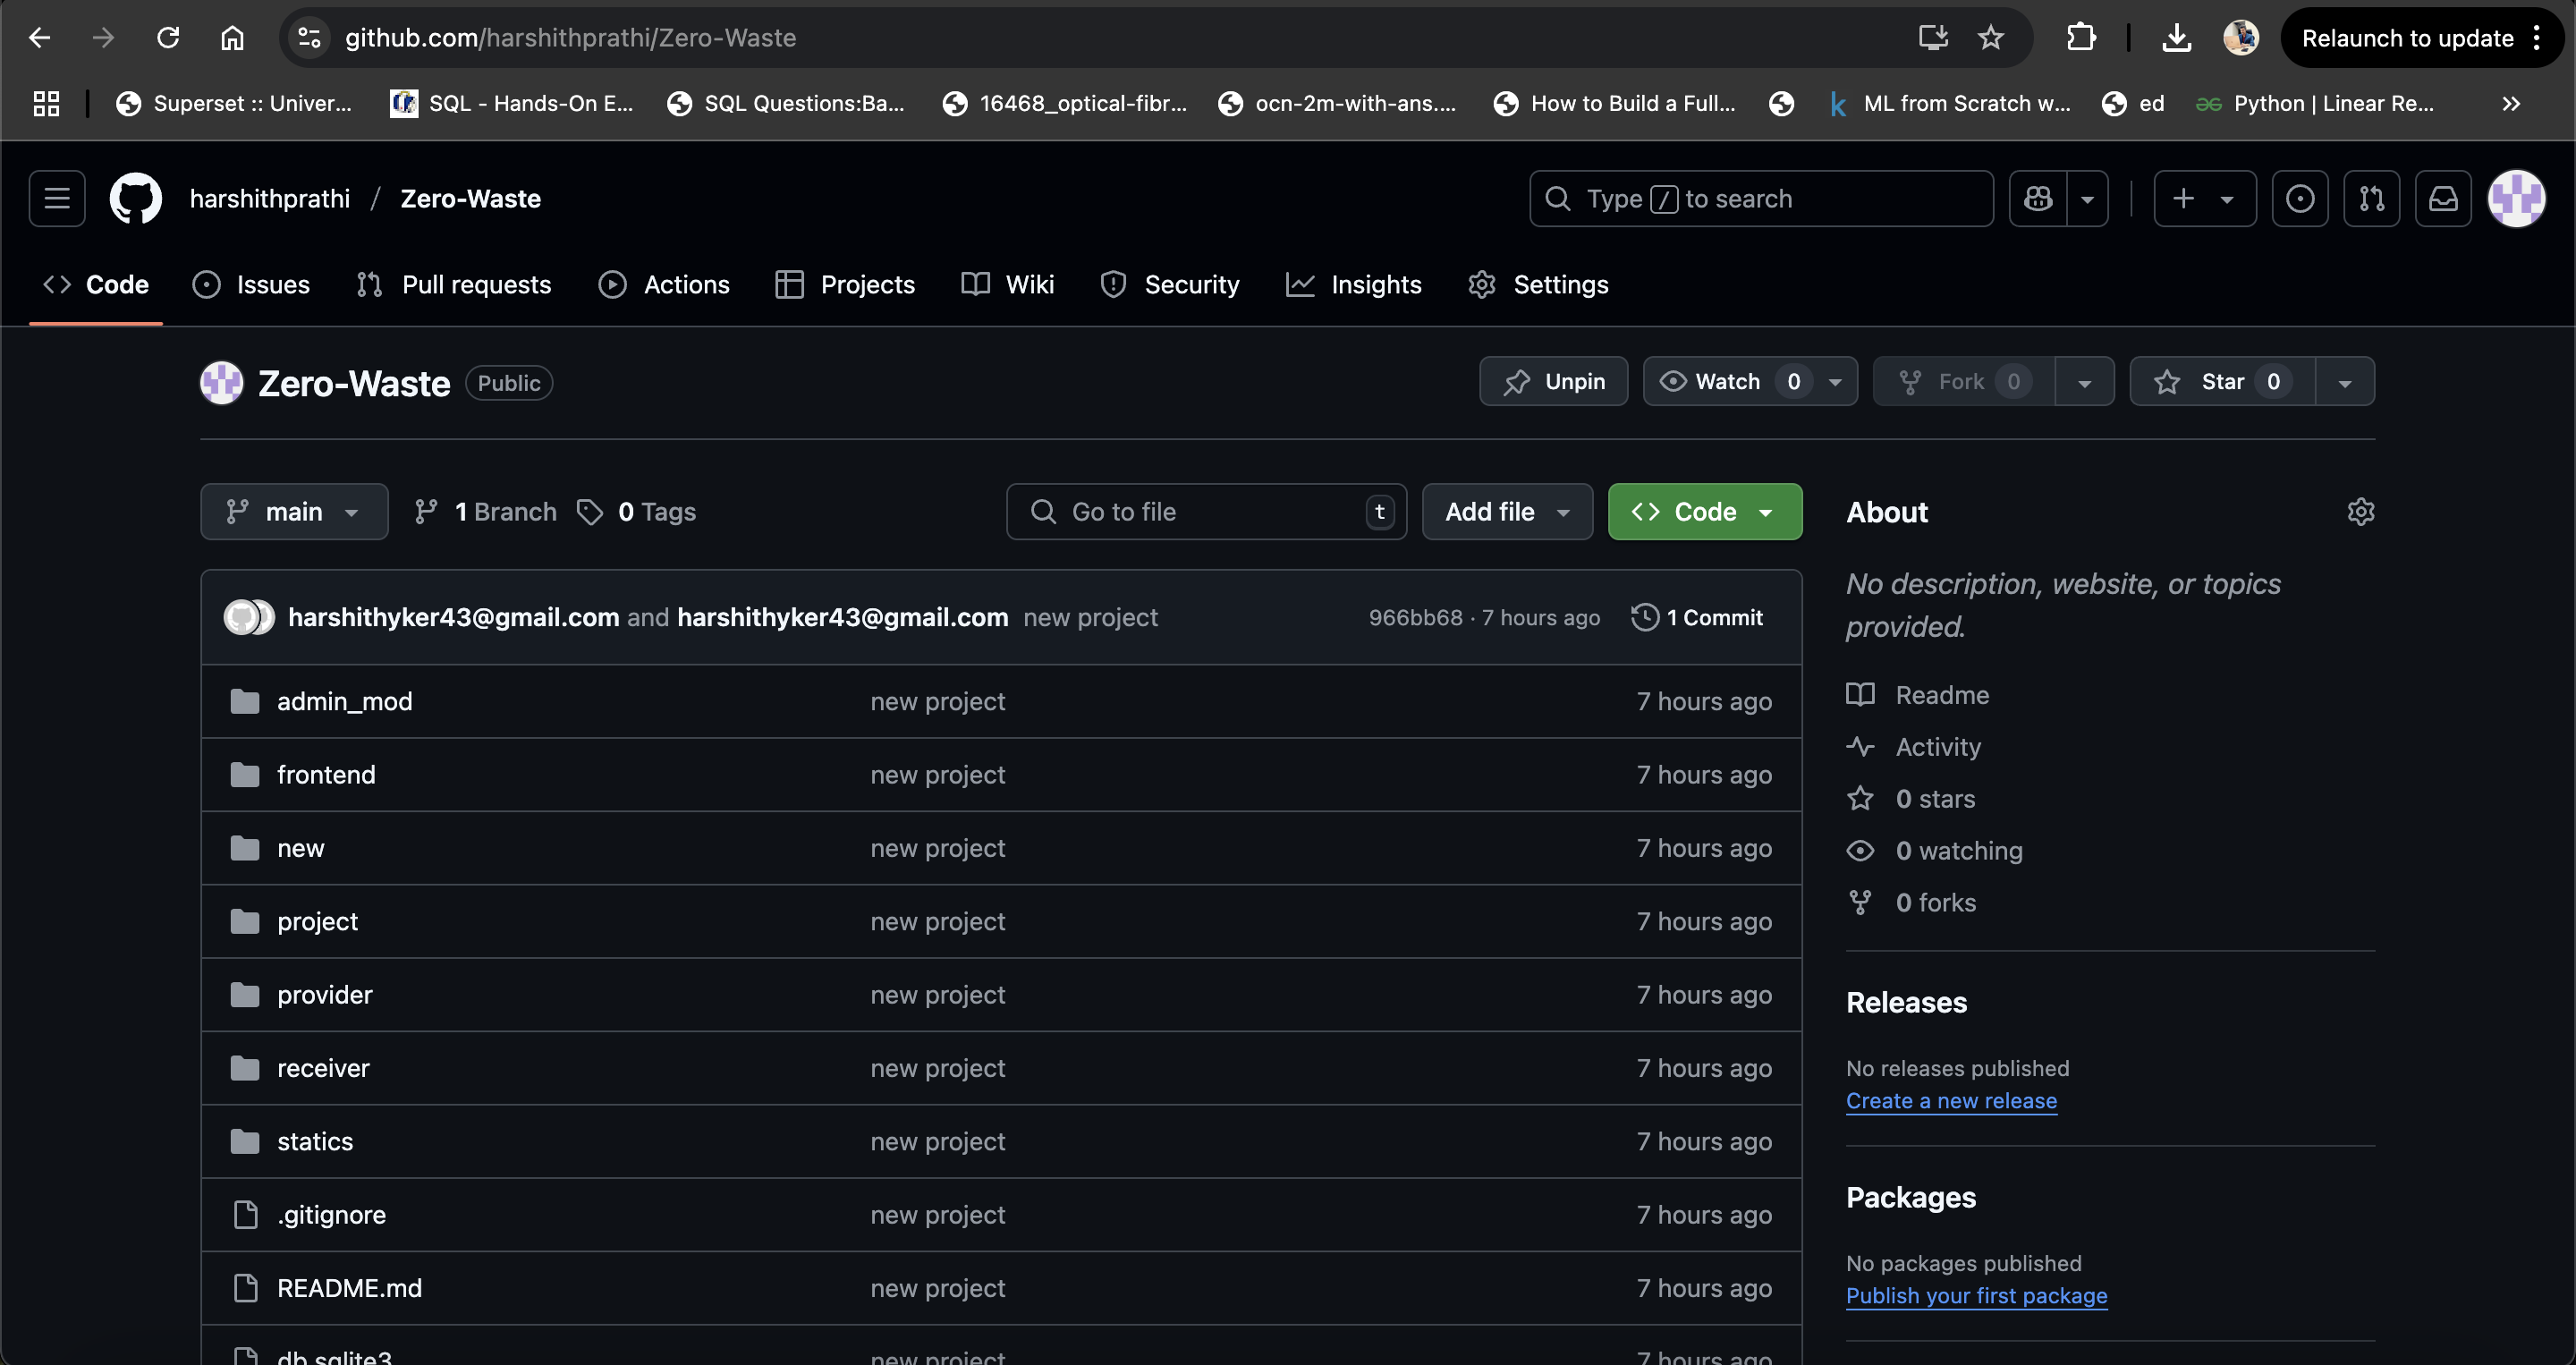 github.com/harshithprathi/Zero-Waste
Relaunch to update
Superset :: Univer...
SQL - Hands-On E...
SQL Questions:Ba...
16468_optical-fibr...
ocn-2m-with-ans....
How to Build a Full...
ML from Scratch w...
ed
Python | Linear Re...
harshithprathi / Zero-Waste
Type / to search
Code
Issues
Pull requests
Actions
Projects
Wiki
Security
Insights
Settings
Zero-Waste Public
Unpin
Watch 0
Fork 0
Star 0
main
1 Branch
0 Tags
Go to file t
Add file
Code
harshithyker43@gmail.com and harshithyker43@gmail.com new project 966bb68 · 7 hours ago 1 Commit
admin_mod new project 7 hours ago
frontend new project 7 hours ago
new new project 7 hours ago
project new project 7 hours ago
provider new project 7 hours ago
receiver new project 7 hours ago
statics new project 7 hours ago
.gitignore new project 7 hours ago
README.md new project 7 hours ago
db.sqlite3 new project 7 hours ago
About
No description, website, or topics
provided.
Readme
Activity
0 stars
0 watching
0 forks
Releases
No releases published
Create a new release
Packages
No packages published
Publish your first package